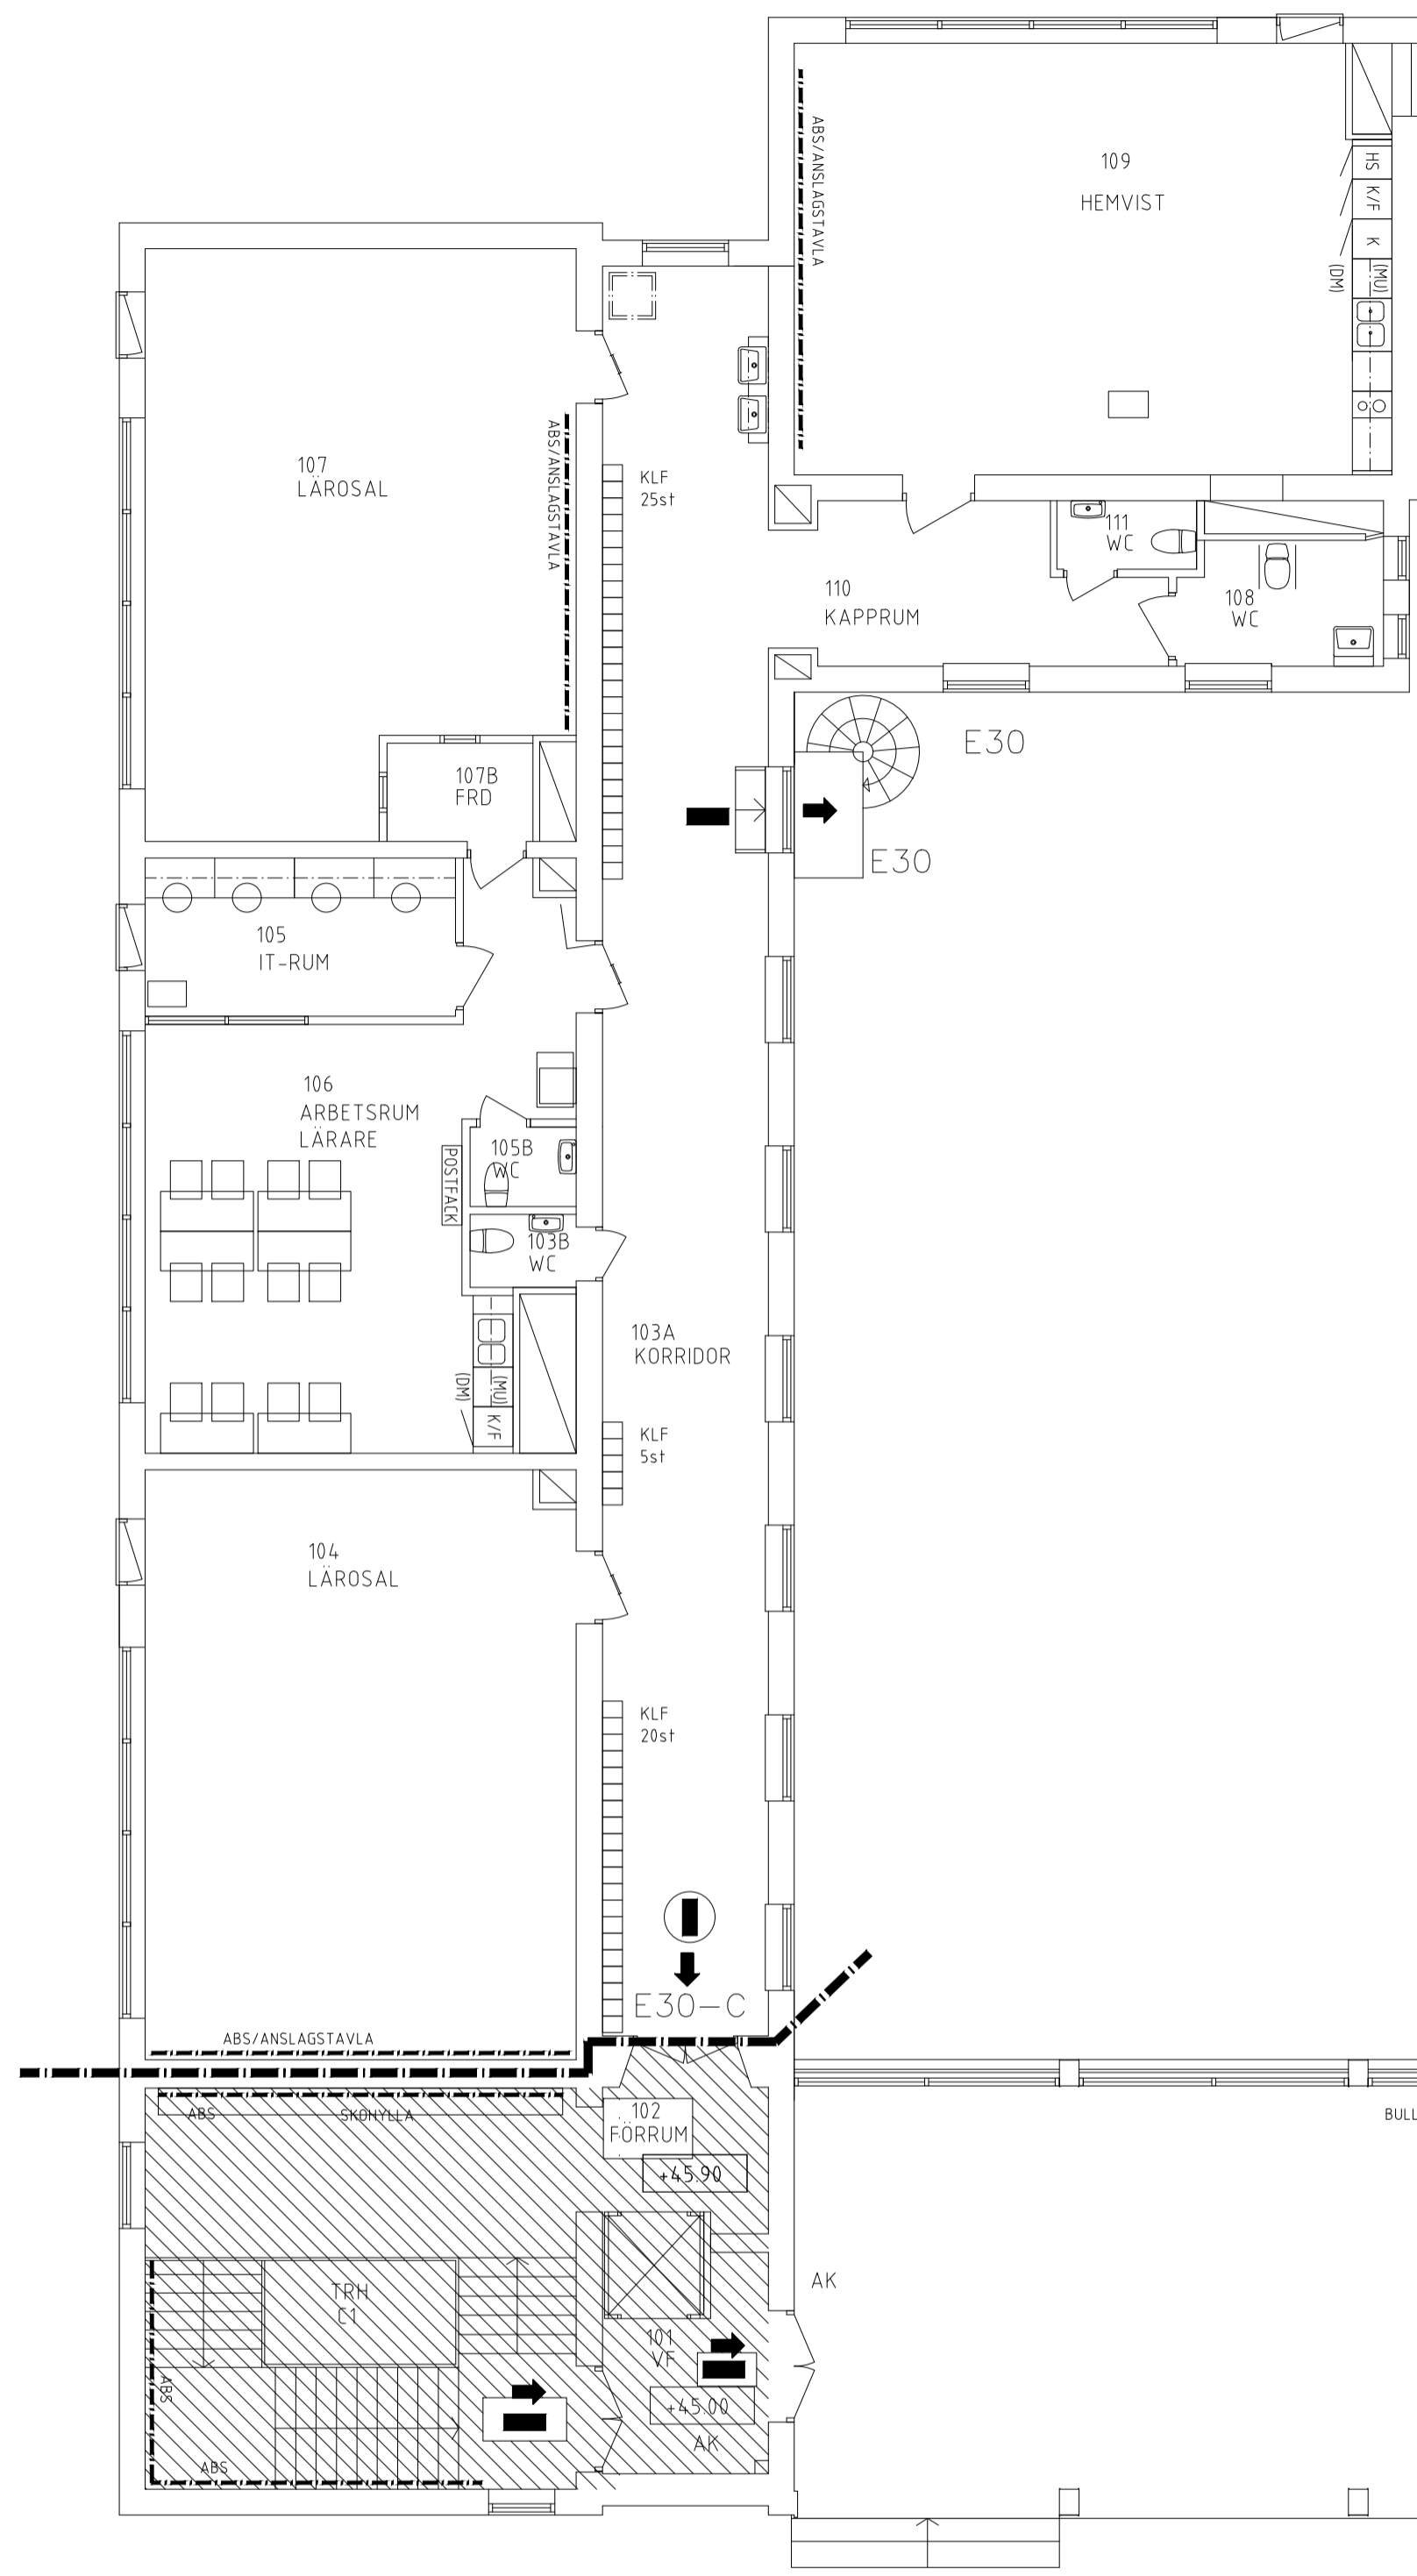 ABS/ANSLAGSTAVLA
109
HEMVIST
HS
K/F
K
(MU)
(DM)
107
LÄROSAL
ABS/ANSLAGSTAVLA
KLF
25st
111
WC
110
KAPPRUM
108
WC
E30
107B
FRD
E30
105
IT-RUM
106
ARBETSRUM
LÄRARE
105B
WC
POSTFACK
103B
WC
103A
KORRIDOR
(MU)
(DM)
K/F
KLF
5st
104
LÄROSAL
KLF
20st
E30-C
ABS/ANSLAGSTAVLA
ABS
SKOHYLLA
102
FÖRRUM
BULL
+45.90
AK
TRH
C1
101
VF
ABS
+45.00
AK
ABS